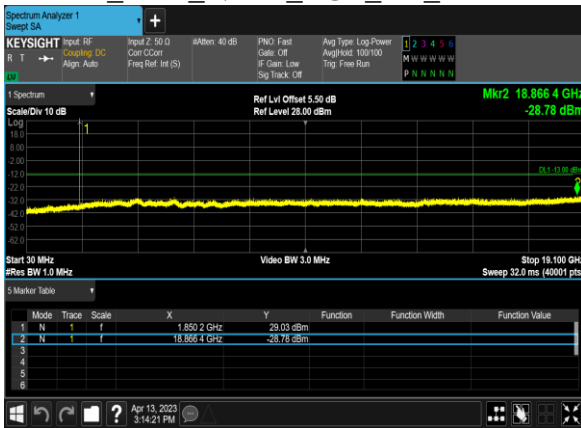 Spectrum Analyzer 1
Swept SA
KEYSIGHT Input: RF Input Z: 50 Ω #Atten: 40 dB PNO: Fast Avg Type: Log-Power 1 2 3 4 5 6
R T Coupling: DC Corr CCorr Gate: Off Avg|Hold: 100/100 M W W W W W
Align: Auto Freq Ref: Int (S) IF Gain: Low Trig: Free Run
Sig Track: Off P N N N N N
LV
1 Spectrum Ref Lvl Offset 5.50 dB Mkr2 18.866 4 GHz
Scale/Div 10 dB Ref Level 28.00 dBm -28.78 dBm
Log
18.0
8.00
-2.00
-12.0
-22.0
-32.0
-42.0
-52.0
-62.0
1
DL1 -13.00 dBm
Start 30 MHz Video BW 3.0 MHz Stop 19.100 GHz
#Res BW 1.0 MHz Sweep 32.0 ms (40001 pts
5 Marker Table
Mode Trace Scale X Y Function Function Width Function Value
1 N 1 f 1.850 2 GHz 29.03 dBm
2 N 1 f 18.866 4 GHz -28.78 dBm
3
4
5
6
? Apr 13, 2023
3:14:21 PM